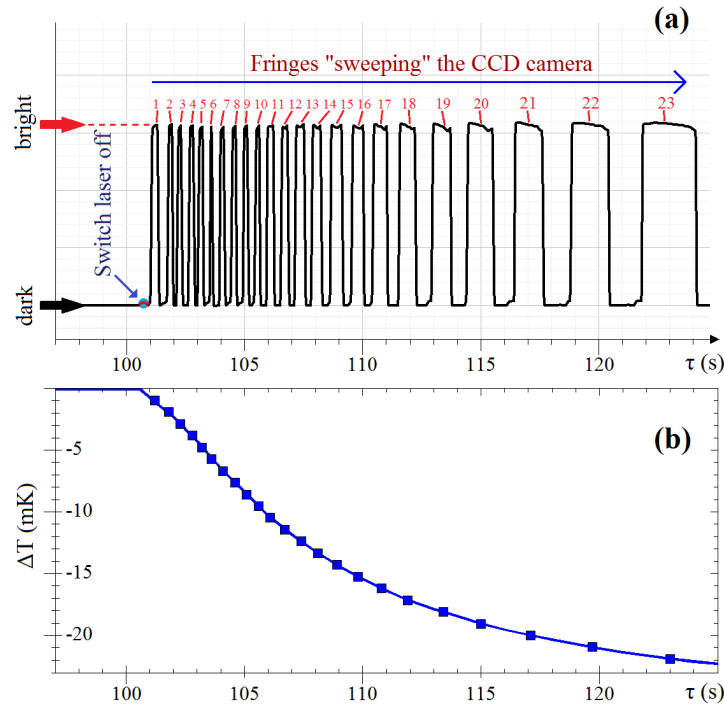 (a)
Fringes "sweeping" the CCD camera
1 2 3 4 5 6 7 8 9 10 11 12 13 14 15 16 17 18 19 20 21 22 23
bright
Switch laser off
dark
100 105 110 115 120 τ (s)
(b)
-5
-10
-15
-20
ΔT (mK)
100 105 110 115 120 τ (s)